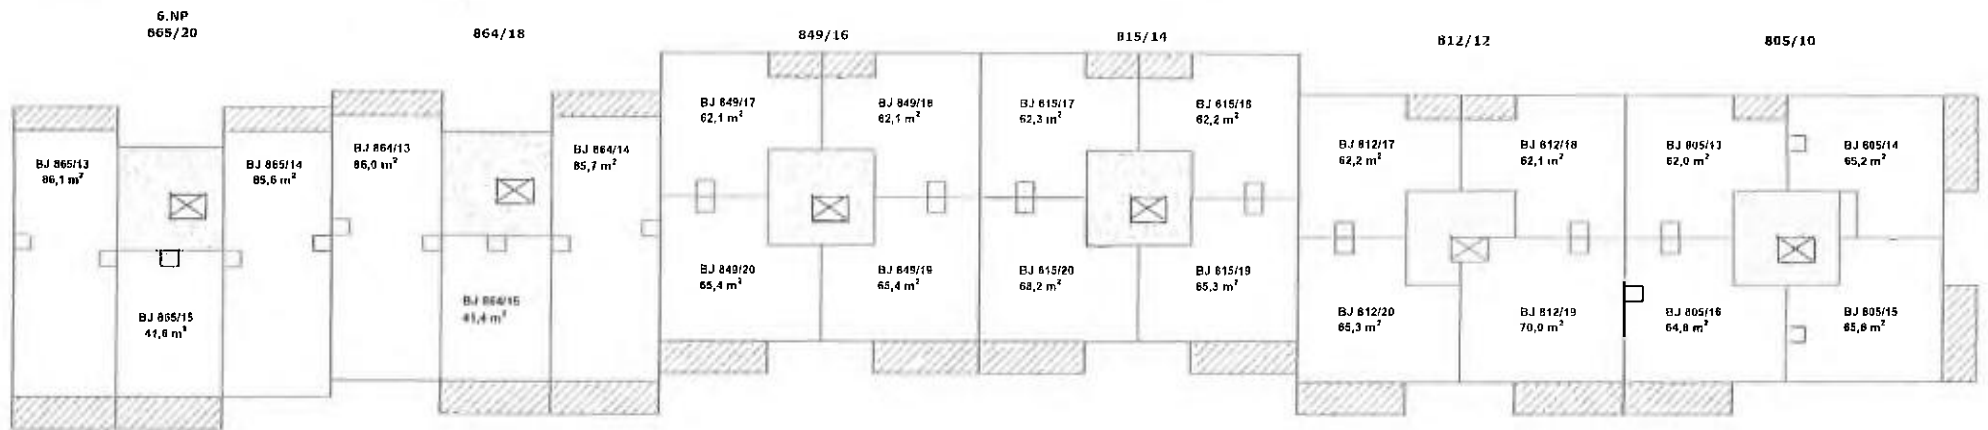 6.NP
865/20
864/18
849/16
815/14
812/12
805/10
BJ 865/13
86,1 m²
BJ 865/14
85,6 m²
BJ 865/15
41,6 m²
BJ 864/13
86,0 m²
BJ 864/14
85,7 m²
BJ 864/15
41,4 m²
BJ 849/17
62,1 m²
BJ 849/18
62,1 m²
BJ 849/20
65,4 m²
BJ 849/19
65,4 m²
BJ 815/17
62,3 m²
BJ 815/18
62,2 m²
BJ 815/20
68,2 m²
BJ 815/19
65,3 m²
BJ 812/17
62,2 m²
BJ 812/18
62,1 m²
BJ 812/20
65,3 m²
BJ 812/19
70,0 m²
BJ 805/13
62,0 m²
BJ 805/14
65,2 m²
BJ 805/16
64,8 m²
BJ 805/15
65,8 m²